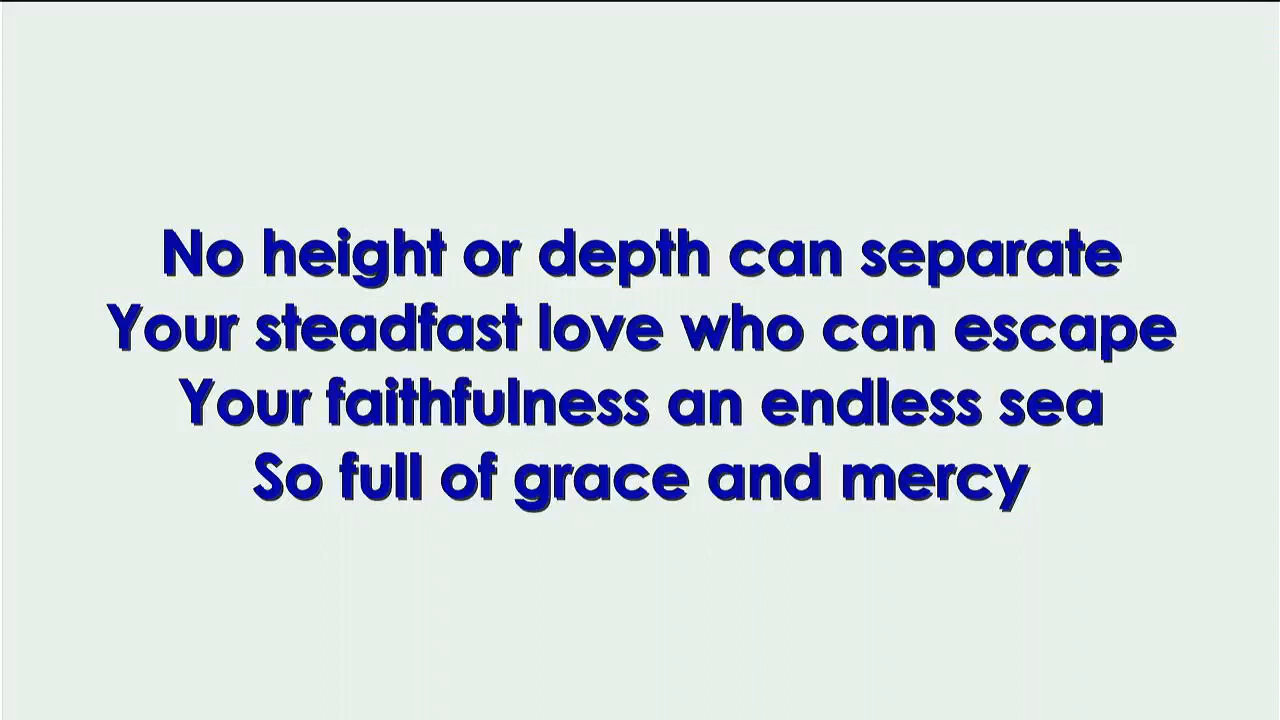 No height or depth can separate
Your steadfast love who can escape
Your faithfulness an endless sea
So full of grace and mercy